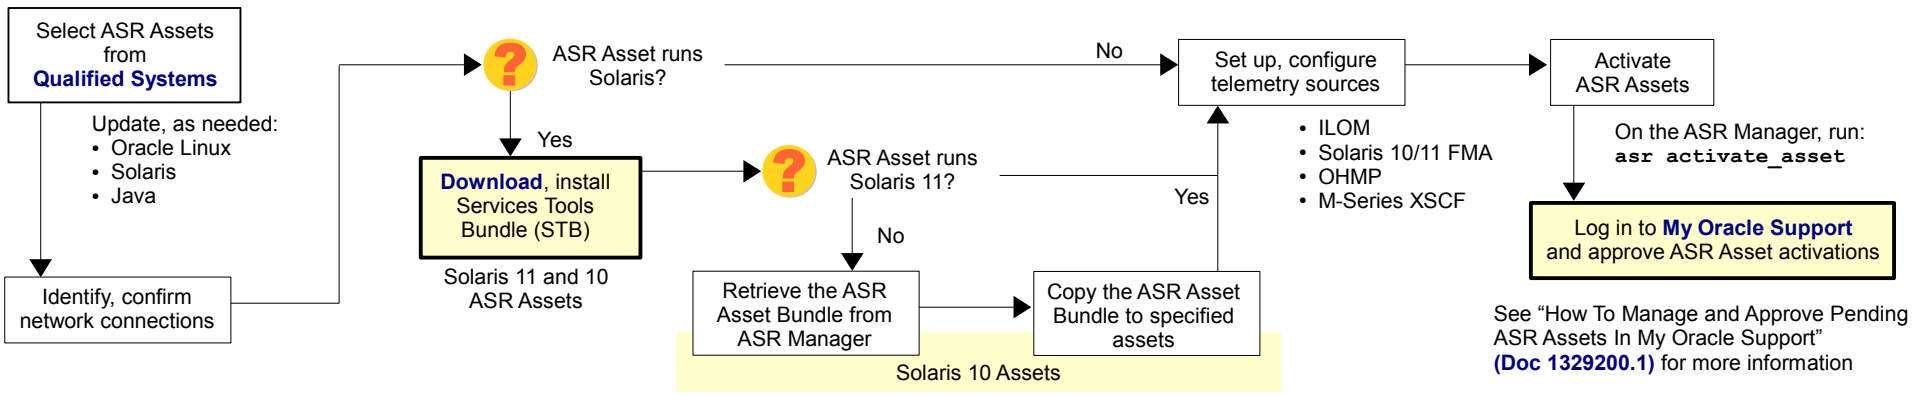 Select ASR Assets
from
Qualified Systems
Update, as needed:
• Oracle Linux
• Solaris
• Java
Identify, confirm
network connections
?
ASR Asset runs
Solaris?
No
Yes
Download, install
Services Tools
Bundle (STB)
Solaris 11 and 10
ASR Assets
?
ASR Asset runs
Solaris 11?
Yes
No
Retrieve the ASR
Asset Bundle from
ASR Manager
Copy the ASR Asset
Bundle to specified
assets
Solaris 10 Assets
Set up, configure
telemetry sources
• ILOM
• Solaris 10/11 FMA
• OHMP
• M-Series XSCF
Activate
ASR Assets
On the ASR Manager, run:
asr activate_asset
Log in to My Oracle Support
and approve ASR Asset activations
See “How To Manage and Approve Pending
ASR Assets In My Oracle Support”
(Doc 1329200.1) for more information